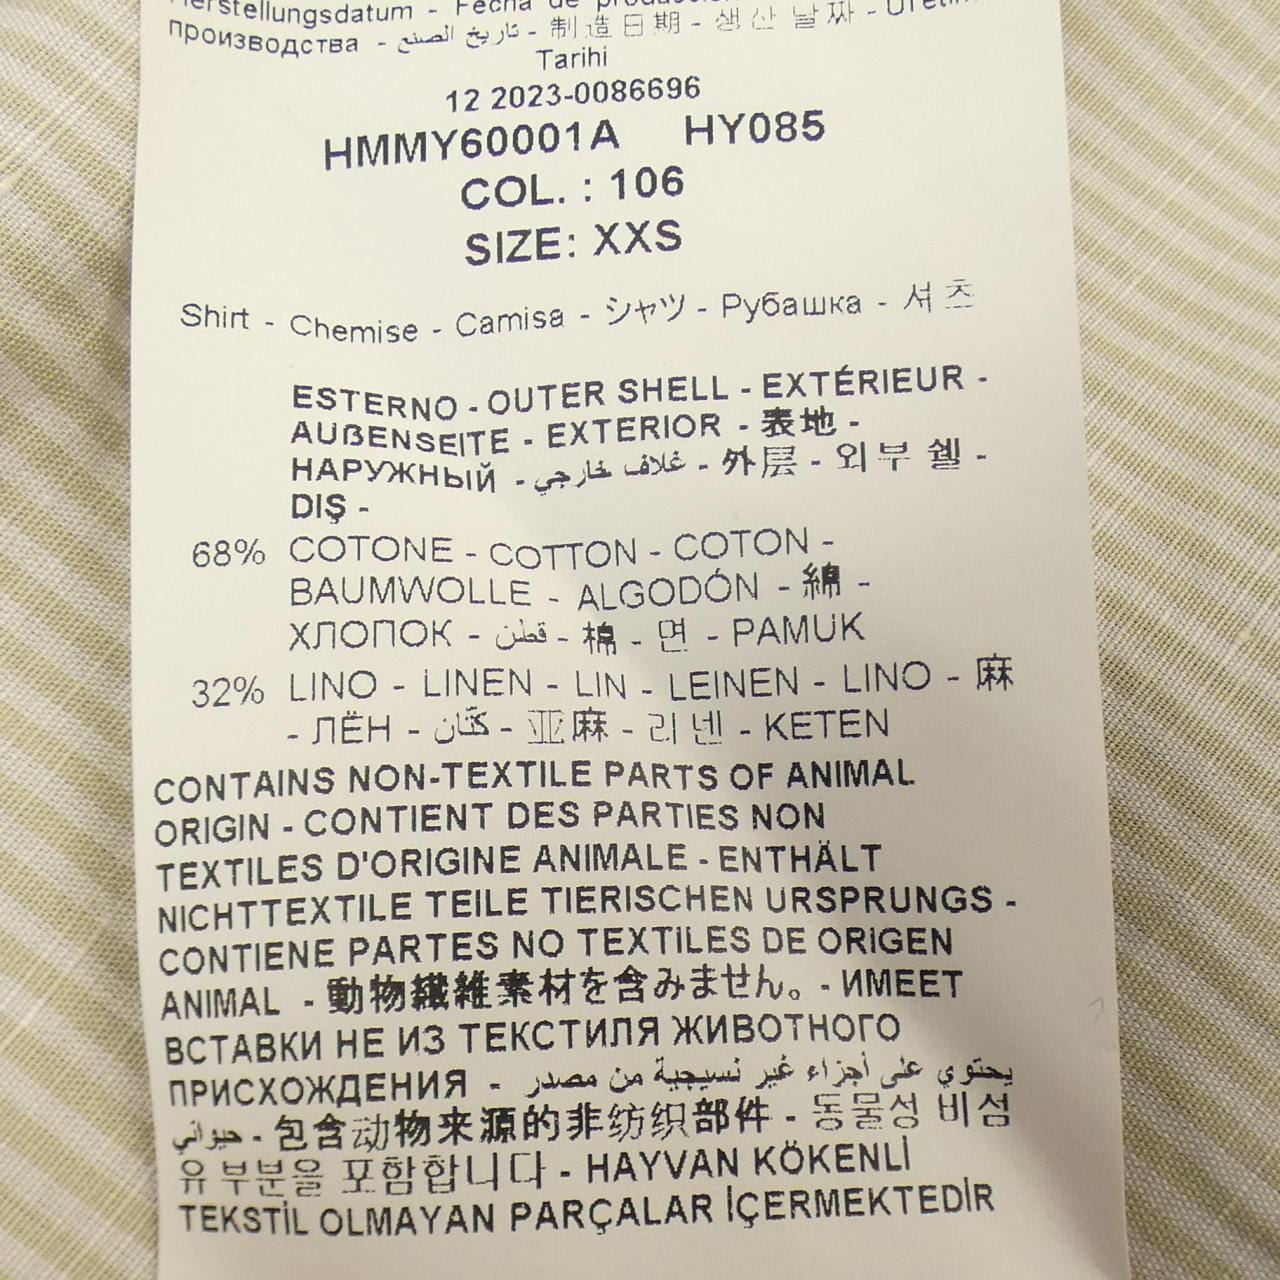 Herstellungsdatum - Fecha de
производства - تاريخ الصنع - 制造日期 - 생산 날짜 -
Tarihi
12 2023-0086696
HMMY60001A HY085
COL. : 106
SIZE: XXS
Shirt - Chemise - Camisa - シャツ - Рубашка - 셔츠
ESTERNO - OUTER SHELL - EXTÉRIEUR -
AUßENSEITE - EXTERIOR - 表地 -
НАРУЖНЫЙ - غلاف خارجي - 外层 - 외부 쉘 -
DIŞ -
68% COTONE - COTTON - COTON -
BAUMWOLLE - ALGODÓN - 綿 -
ХЛОПОК - قطن - 棉 - 면 - PAMUK
32% LINO - LINEN - LIN - LEINEN - LINO - 麻
- ЛЁН - كتّان - 亚麻 - 리넨 - KETEN
CONTAINS NON-TEXTILE PARTS OF ANIMAL
ORIGIN - CONTIENT DES PARTIES NON
TEXTILES D'ORIGINE ANIMALE - ENTHÄLT
NICHTTEXTILE TEILE TIERISCHEN URSPRUNGS -
CONTIENE PARTES NO TEXTILES DE ORIGEN
ANIMAL - 動物繊維素材を含みません。 - ИМЕЕТ
ВСТАВКИ НЕ ИЗ ТЕКСТИЛЯ ЖИВОТНОГО
ПРИСХОЖДЕНИЯ - يحتوي على أجزاء غير نسيجية من مصدر
حيواني - 包含动物来源的非纺织部件 - 동물성 비섬
유 부분을 포함합니다 - HAYVAN KÖKENLİ
TEKSTİL OLMAYAN PARÇALAR İÇERMEKTEDİR